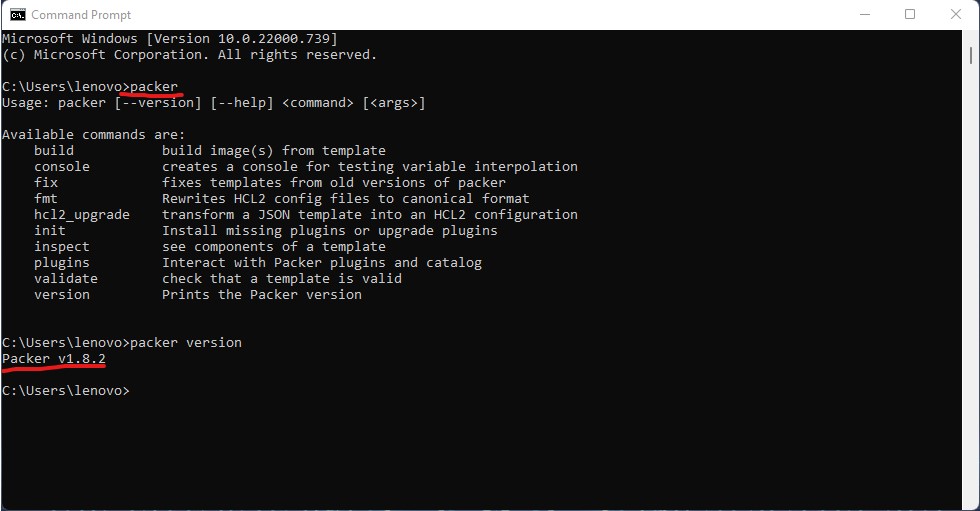 Command Prompt
Microsoft Windows [Version 10.0.22000.739]
(c) Microsoft Corporation. All rights reserved.
C:\Users\lenovo>packer
Usage: packer [--version] [--help] <command> [<args>]
Available commands are:
build           build image(s) from template
console         creates a console for testing variable interpolation
fix             fixes templates from old versions of packer
fmt             Rewrites HCL2 config files to canonical format
hcl2_upgrade    transform a JSON template into an HCL2 configuration
init            Install missing plugins or upgrade plugins
inspect         see components of a template
plugins         Interact with Packer plugins and catalog
validate        check that a template is valid
version         Prints the Packer version
C:\Users\lenovo>packer version
Packer v1.8.2
C:\Users\lenovo>